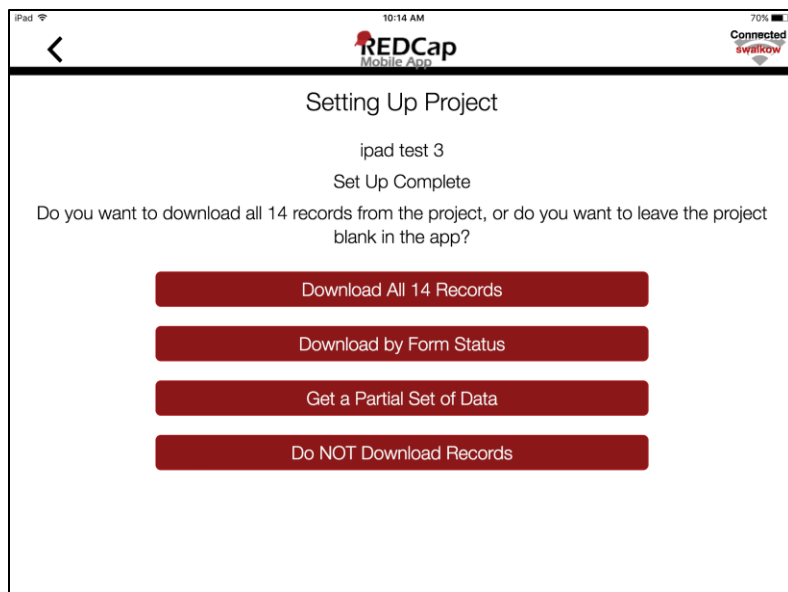 iPad 10:14 AM 70%
REDCap
Mobile App
Connected
swalkow
Setting Up Project
ipad test 3
Set Up Complete
Do you want to download all 14 records from the project, or do you want to leave the project
blank in the app?
Download All 14 Records
Download by Form Status
Get a Partial Set of Data
Do NOT Download Records